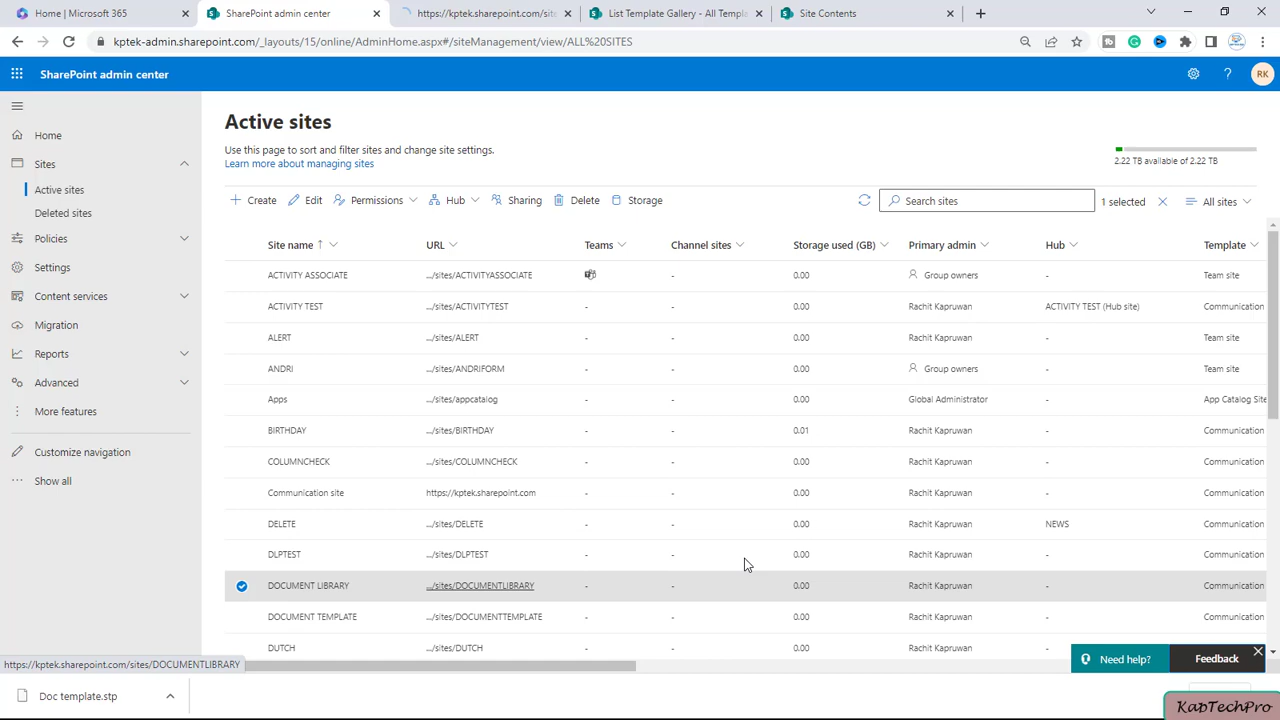 Home | Microsoft 365
SharePoint admin center
https://kptek.sharepoint.com/site
List Template Gallery - All Templ
Site Contents
kptek-admin.sharepoint.com/_layouts/15/online/AdminHome.aspx#/siteManagement/view/ALL%20SITES
SharePoint admin center
RK
Home
Sites
Active sites
Deleted sites
Policies
Settings
Content services
Migration
Reports
Advanced
More features
Customize navigation
Show all
Active sites
Use this page to sort and filter sites and change site settings.
Learn more about managing sites
2.22 TB available of 2.22 TB
Create Edit Permissions Hub Sharing Delete Storage Search sites 1 selected All sites
Site name URL Teams Channel sites Storage used (GB) Primary admin Hub Template
ACTIVITY ASSOCIATE .../sites/ACTIVITYASSOCIATE - 0.00 Group owners - Team site
ACTIVITY TEST .../sites/ACTIVITYTEST - - 0.00 Rachit Kapruwan ACTIVITY TEST (Hub site) Communication
ALERT .../sites/ALERT - - 0.00 Rachit Kapruwan - Team site
ANDRI .../sites/ANDRIFORM - - 0.00 Group owners - Team site
Apps .../sites/appcatalog - - 0.00 Global Administrator - App Catalog Site
BIRTHDAY .../sites/BIRTHDAY - - 0.01 Rachit Kapruwan - Communication
COLUMNCHECK .../sites/COLUMNCHECK - - 0.00 Rachit Kapruwan - Communication
Communication site https://kptek.sharepoint.com - - 0.00 Rachit Kapruwan - Communication
DELETE .../sites/DELETE - - 0.00 Rachit Kapruwan NEWS Communication
DLPTEST .../sites/DLPTEST - - 0.00 Rachit Kapruwan - Communication
DOCUMENT LIBRARY .../sites/DOCUMENTLIBRARY - - 0.00 Rachit Kapruwan - Communication
DOCUMENT TEMPLATE .../sites/DOCUMENTTEMPLATE - - 0.00 Rachit Kapruwan - Communication
DUTCH .../sites/DUTCH - - 0.00 Rachit Kapruwan - Communication
Need help?
Feedback
https://kptek.sharepoint.com/sites/DOCUMENTLIBRARY
Doc template.stp
KapTechPro